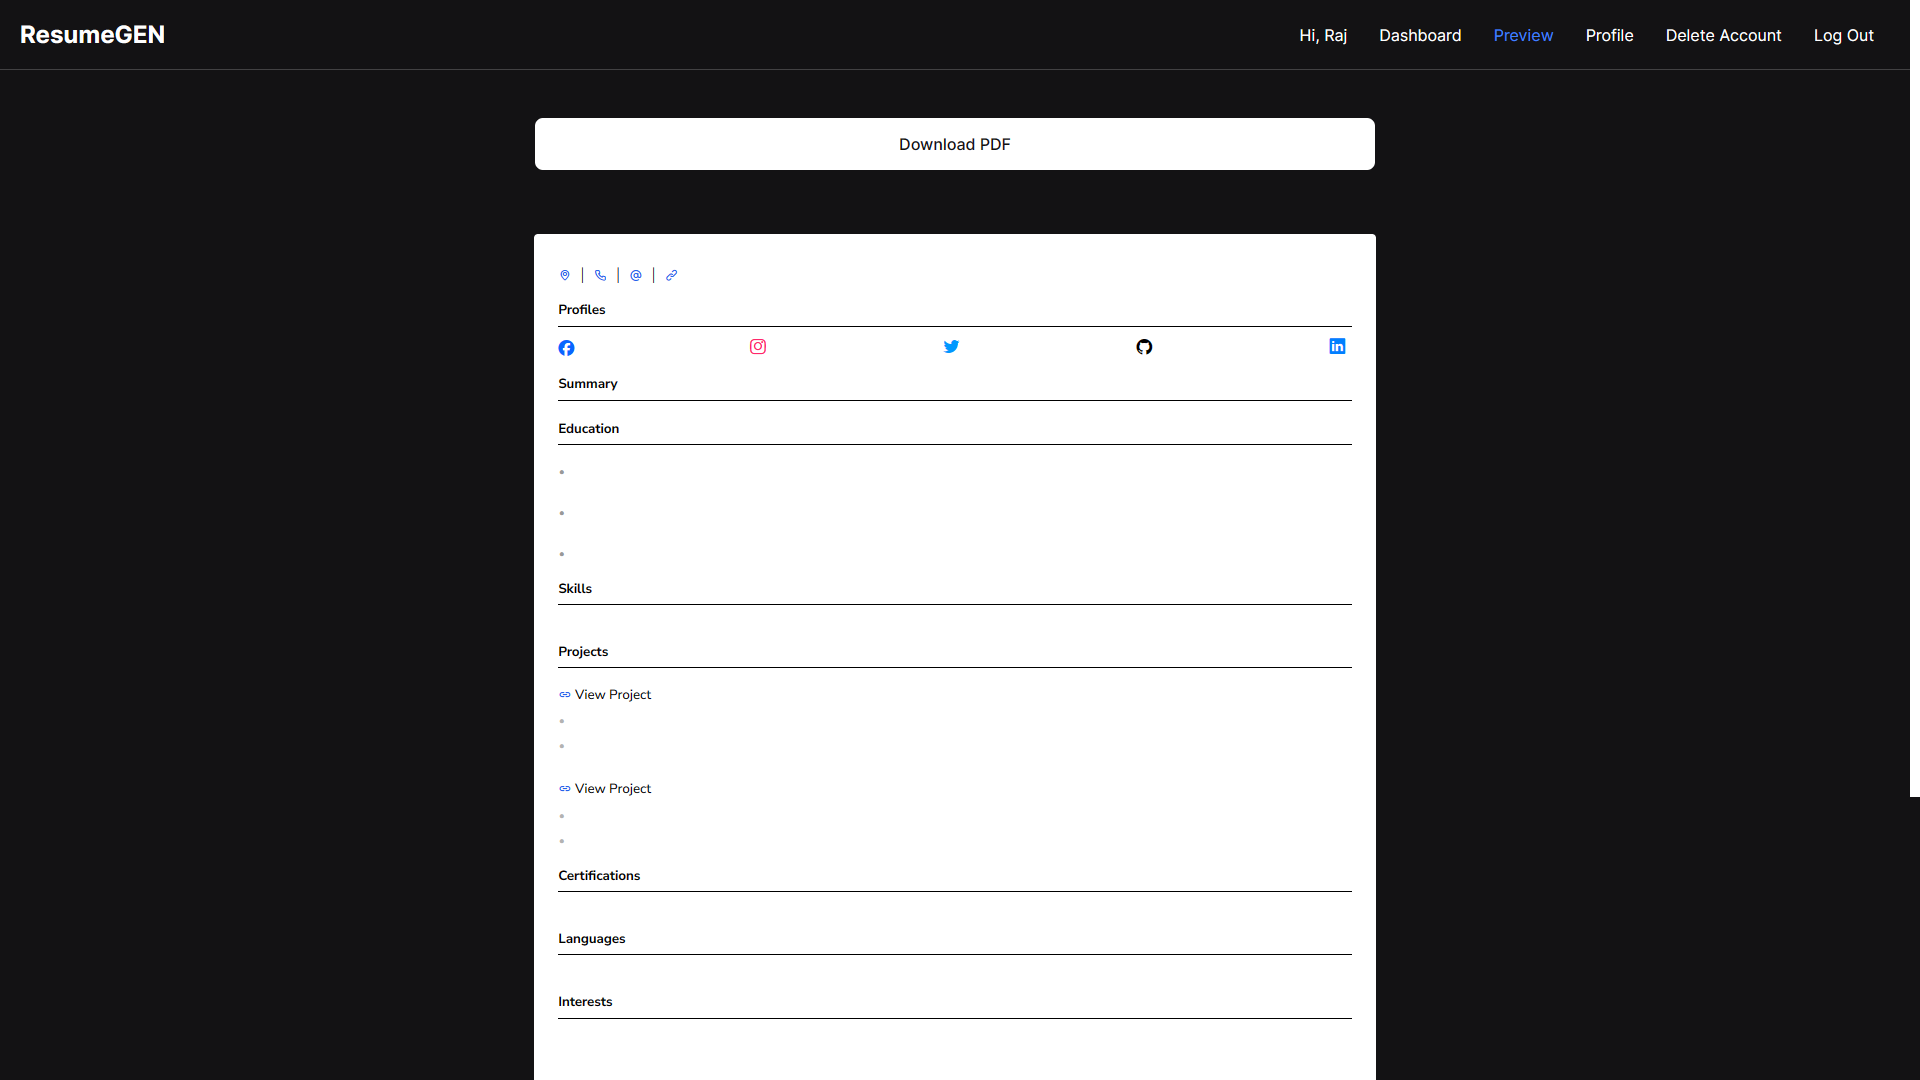 ResumeGEN
Hi, Raj Dashboard Preview Profile Delete Account Log Out
Download PDF
Profiles
Summary
Education
Skills
Projects
View Project
View Project
Certifications
Languages
Interests